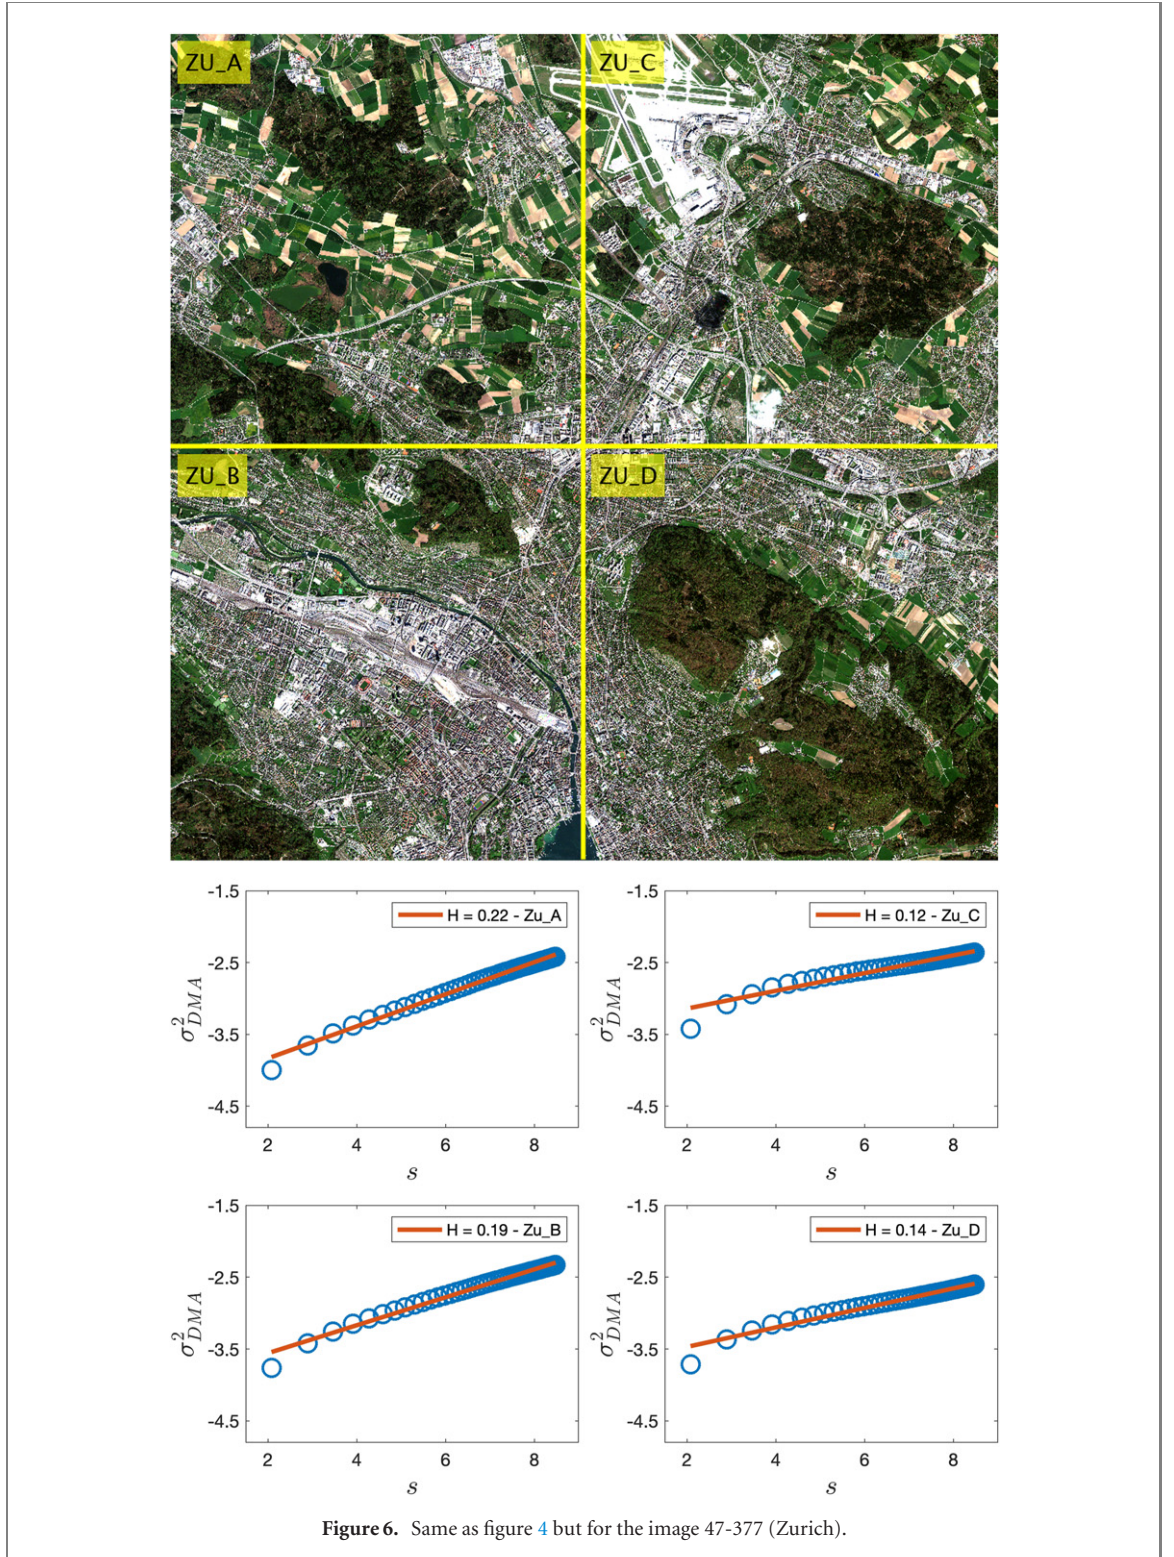 ZU_A
ZU_C
ZU_B
ZU_D
-1.5
-2.5
-3.5
-4.5
σ²_DMA
H = 0.22 - Zu_A
2 4 6 8
s
-1.5
-2.5
-3.5
-4.5
σ²_DMA
H = 0.12 - Zu_C
2 4 6 8
s
-1.5
-2.5
-3.5
-4.5
σ²_DMA
H = 0.19 - Zu_B
2 4 6 8
s
-1.5
-2.5
-3.5
-4.5
σ²_DMA
H = 0.14 - Zu_D
2 4 6 8
s
Figure 6. Same as figure 4 but for the image 47-377 (Zurich).